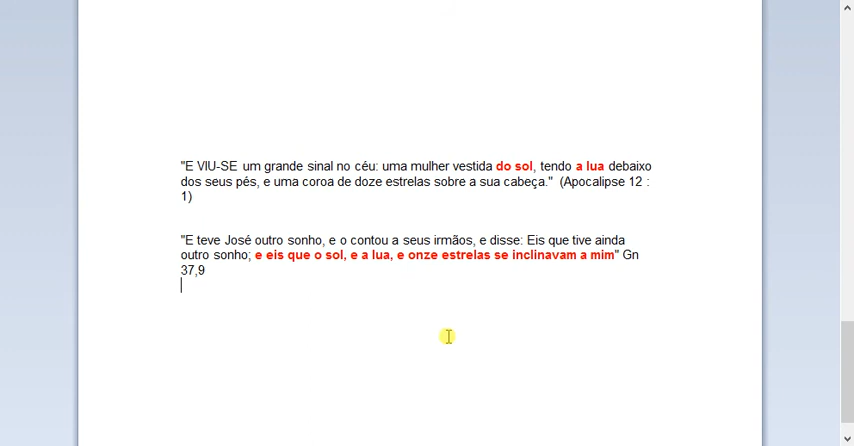 "E VIU-SE um grande sinal no céu: uma mulher vestida do sol, tendo a lua debaixo
dos seus pés, e uma coroa de doze estrelas sobre a sua cabeça." (Apocalipse 12 :
1)
"E teve José outro sonho, e o contou a seus irmãos, e disse: Eis que tive ainda
outro sonho; e eis que o sol, e a lua, e onze estrelas se inclinavam a mim" Gn
37,9